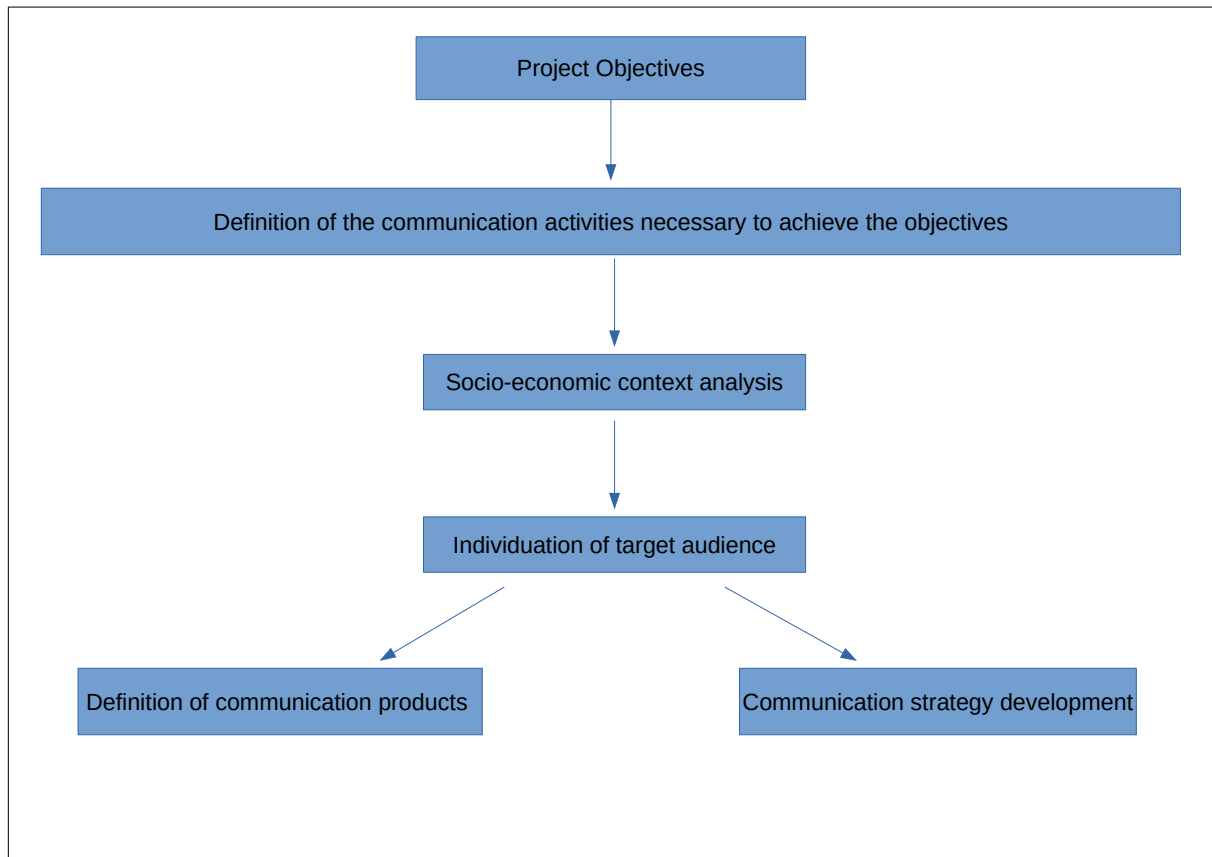 Project Objectives
Definition of the communication activities necessary to achieve the objectives
Socio-economic context analysis
Individuation of target audience
Definition of communication products
Communication strategy development